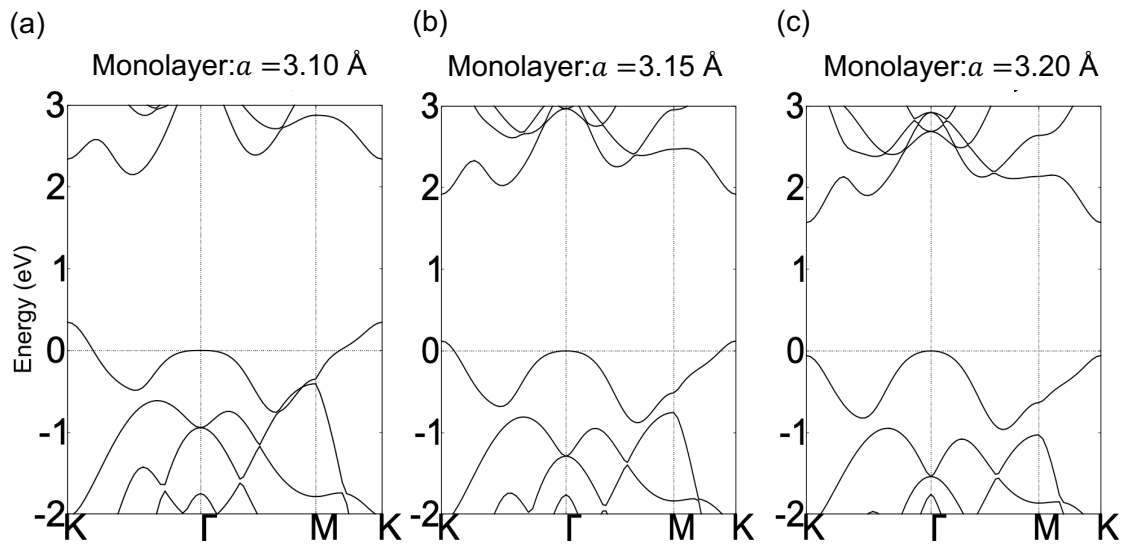 (a)
Monolayer:a =3.10 Å
(b)
Monolayer:a =3.15 Å
(c)
Monolayer:a =3.20 Å
Energy (eV)
3
2
1
0
-1
-2
K Γ M K
3
2
1
0
-1
-2
K Γ M K
3
2
1
0
-1
-2
K Γ M K